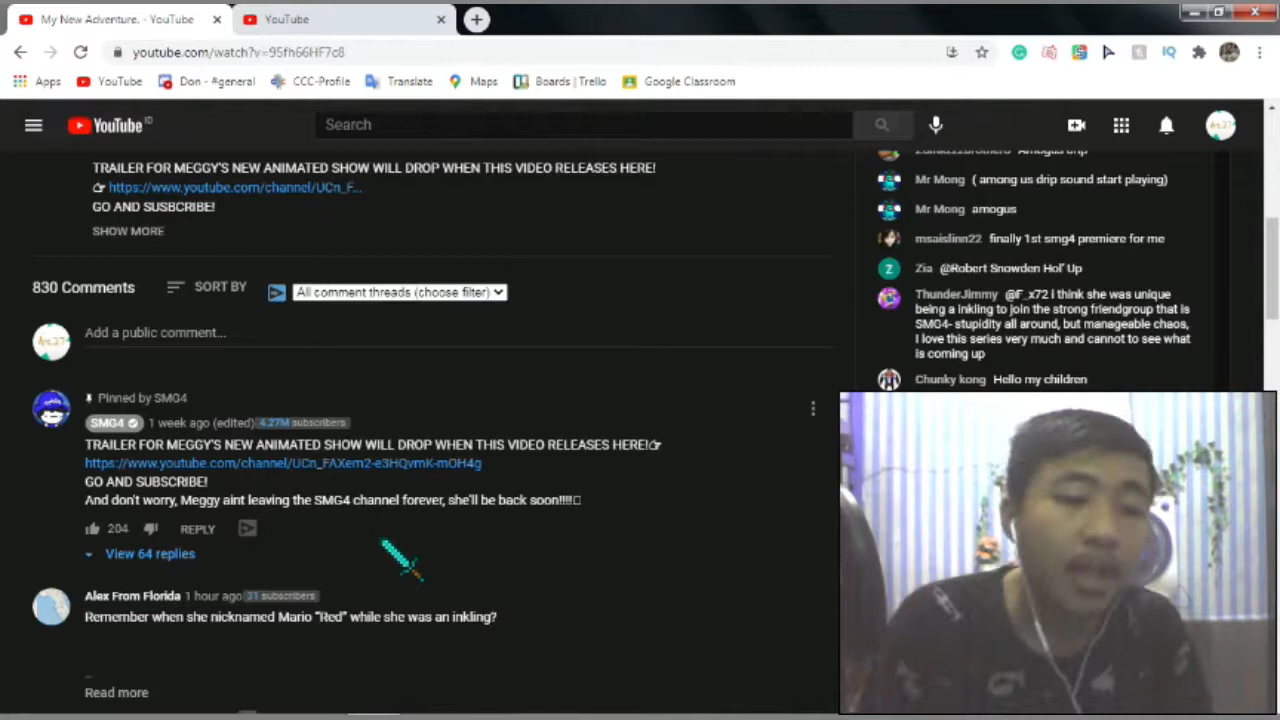 My New Adventure. - YouTube
YouTube
youtube.com/watch?v=95fh66HF7c8
IQ
Apps
YouTube
Don - #general
CCC-Profile
Translate
Maps
Boards | Trello
Google Classroom
YouTube ID
Search
TRAILER FOR MEGGY'S NEW ANIMATED SHOW WILL DROP WHEN THIS VIDEO RELEASES HERE!
https://www.youtube.com/channel/UCn_F...
GO AND SUSBCRIBE!
SHOW MORE
830 Comments
SORT BY
All comment threads (choose filter)
Add a public comment...
Pinned by SMG4
SMG4 1 week ago (edited) 4.27M subscribers
TRAILER FOR MEGGY'S NEW ANIMATED SHOW WILL DROP WHEN THIS VIDEO RELEASES HERE!
https://www.youtube.com/channel/UCn_FAXem2-e3HQvmK-mOH4g
GO AND SUBSCRIBE!
And don't worry, Meggy aint leaving the SMG4 channel forever, she'll be back soon!!!!
204 REPLY
View 64 replies
Alex From Florida 1 hour ago 31 subscribers
Remember when she nicknamed Mario "Red" while she was an inkling?
Read more
Amogus drip
Mr Mong ( among us drip sound start playing)
Mr Mong amogus
msaislinn22 finally 1st smg4 premiere for me
Z
Zia @Robert Snowden Hol' Up
ThunderJimmy @F_x72 i think she was unique
being a inkling to join the strong friendgroup that is
SMG4- stupidity all around, but manageable chaos,
I love this series very much and cannot to see what
is coming up
Chunky kong Hello my children